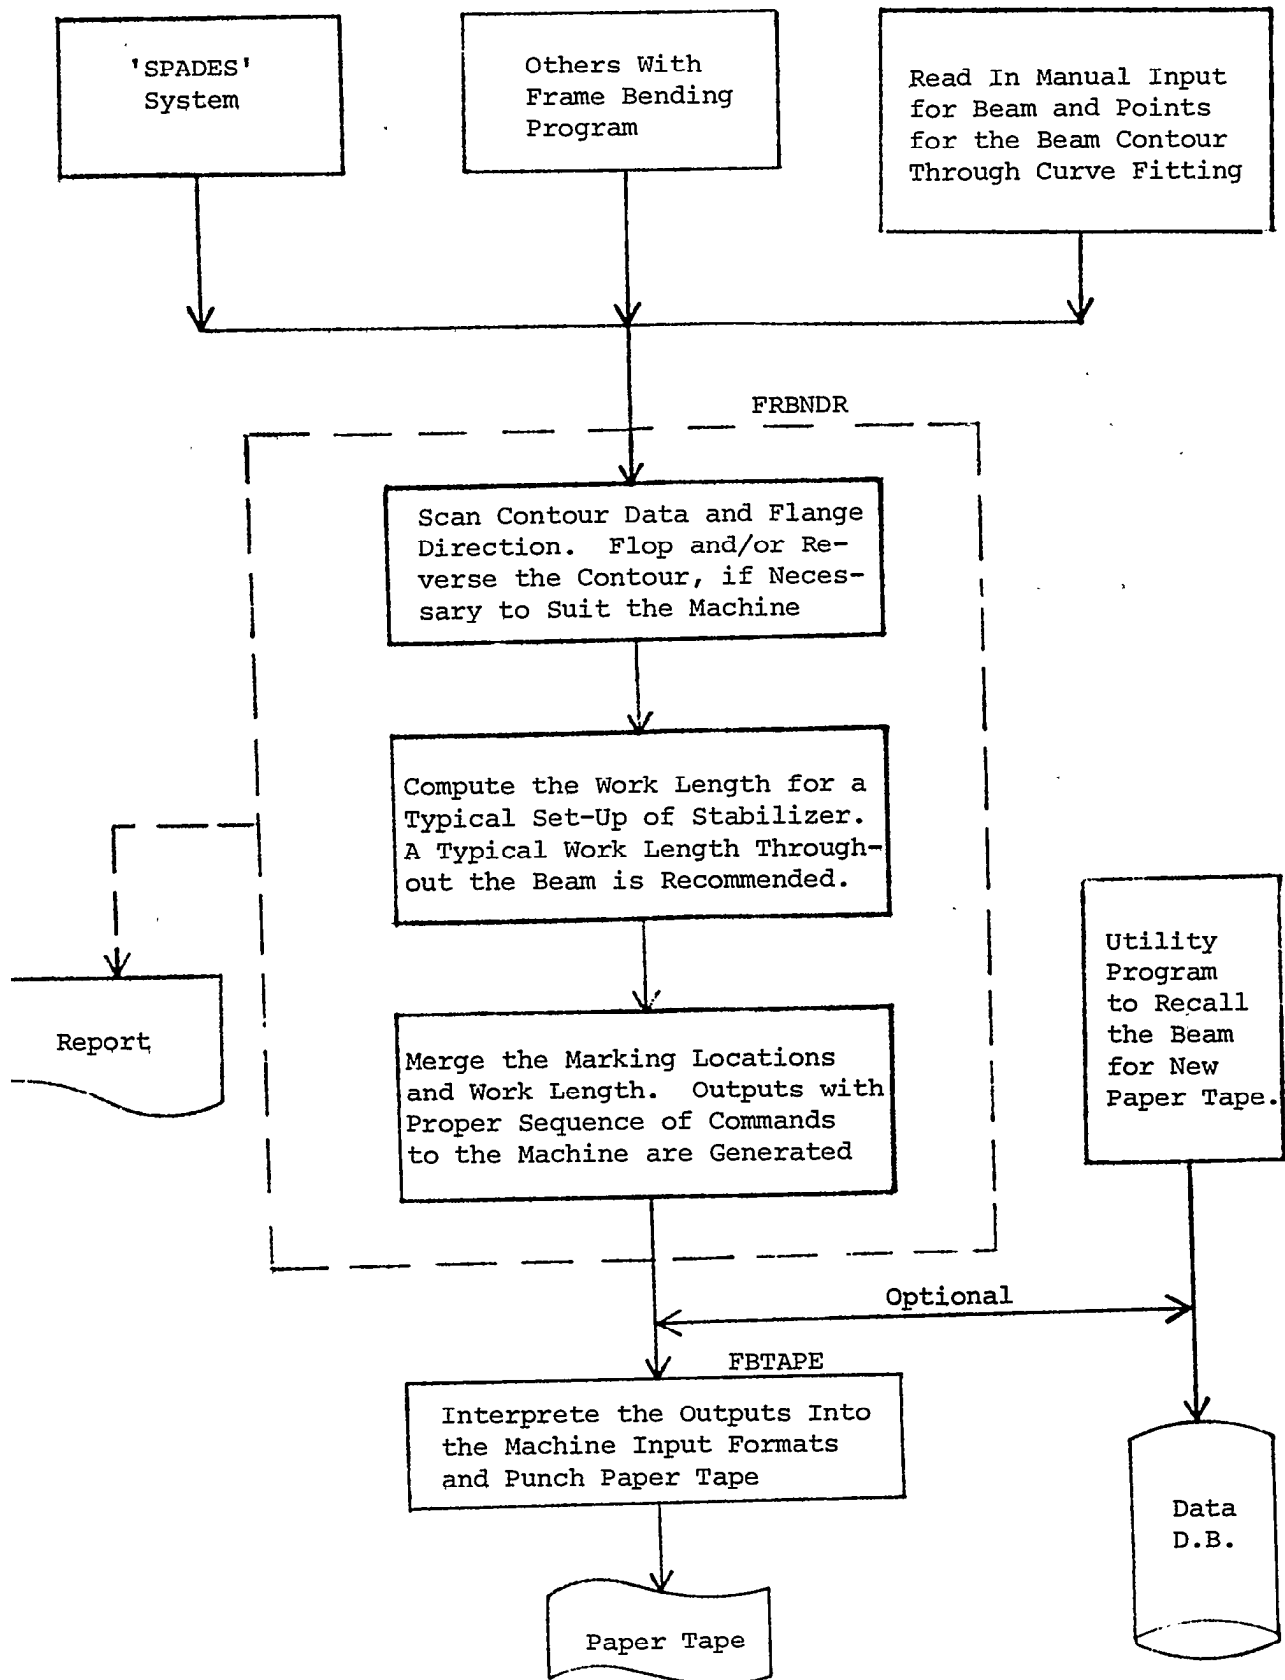 'SPADES'
System
Others With
Frame Bending
Program
Read In Manual Input
for Beam and Points
for the Beam Contour
Through Curve Fitting
FRBNDR
Scan Contour Data and Flange
Direction. Flop and/or Re-
verse the Contour, if Neces-
sary to Suit the Machine
Compute the Work Length for a
Typical Set-Up of Stabilizer.
A Typical Work Length Through-
out the Beam is Recommended.
Utility
Program
to Recall
the Beam
for New
Paper Tape.
Report
Merge the Marking Locations
and Work Length. Outputs with
Proper Sequence of Commands
to the Machine are Generated
Optional
FBTAPE
Interprete the Outputs Into
the Machine Input Formats
and Punch Paper Tape
Data
D.B.
Paper Tape